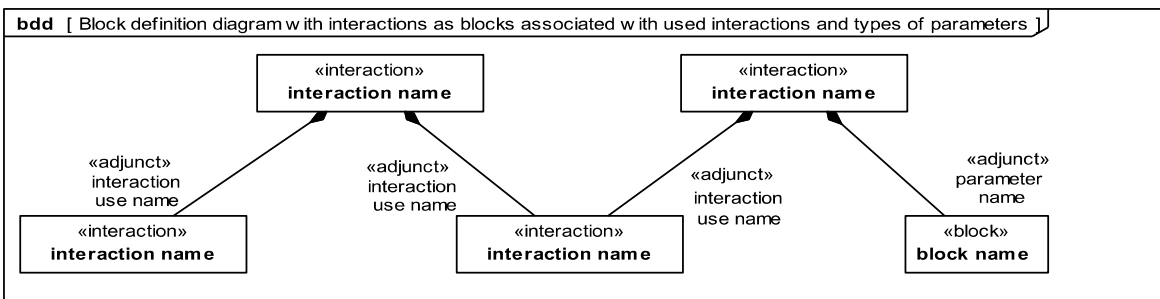 bdd [ Block definition diagram with interactions as blocks associated with used interactions and types of parameters ]
«interaction»
interaction name
«interaction»
interaction name
«adjunct»
interaction
use name
«adjunct»
interaction
use name
«adjunct»
interaction
use name
«adjunct»
parameter
name
«interaction»
interaction name
«interaction»
interaction name
«block»
block name